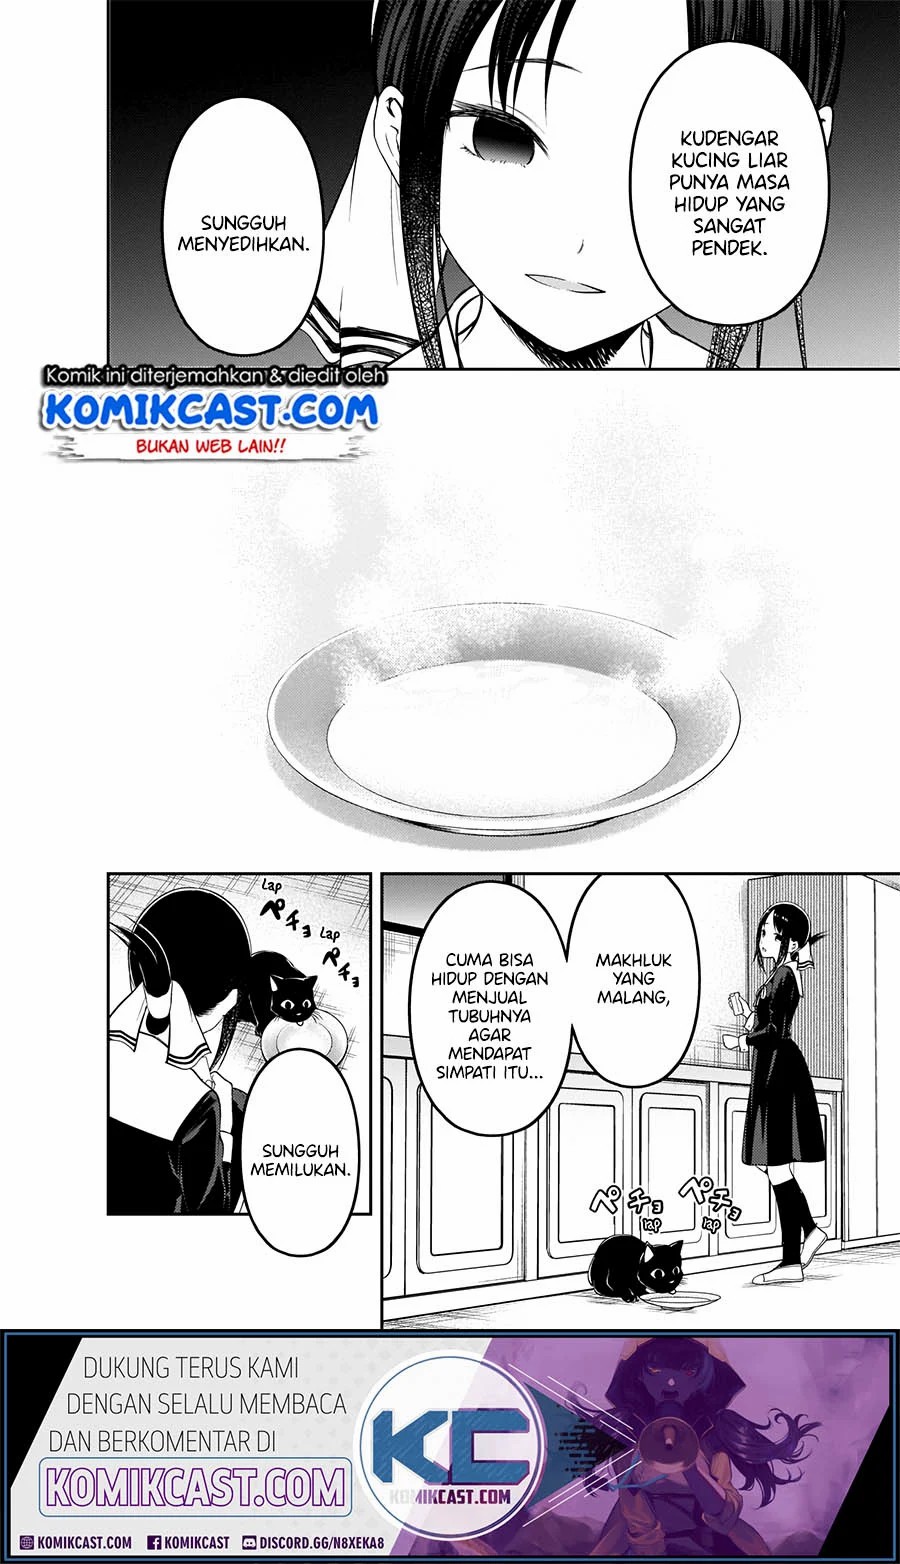 KUDENGAR
KUCING LIAR
PUNYA MASA
HIDUP YANG
SANGAT
PENDEK.
SUNGGUH
MENYEDIHKAN.
Komik ini diterjemahkan & diedit oleh
KOMIKCAST.COM
BUKAN WEB LAIN!!
MAKHLUK
YANG
MALANG,
CUMA BISA
HIDUP DENGAN
MENJUAL
TUBUHNYA
AGAR
MENDAPAT
SIMPATI ITU...
ペチョ
lap
ペチョ
lap
Lap
ペチョ
Lap
ペチョ
SUNGGUH
MEMILUKAN.
DUKUNG TERUS KAMI
DENGAN SELALU MEMBACA
DAN BERKOMENTAR DI
KOMIKCAST.COM
KOMIKCAST.COM KOMIKCAST DISCORD.GG/N8XEKA8
KC
KOMIKCAST.COM